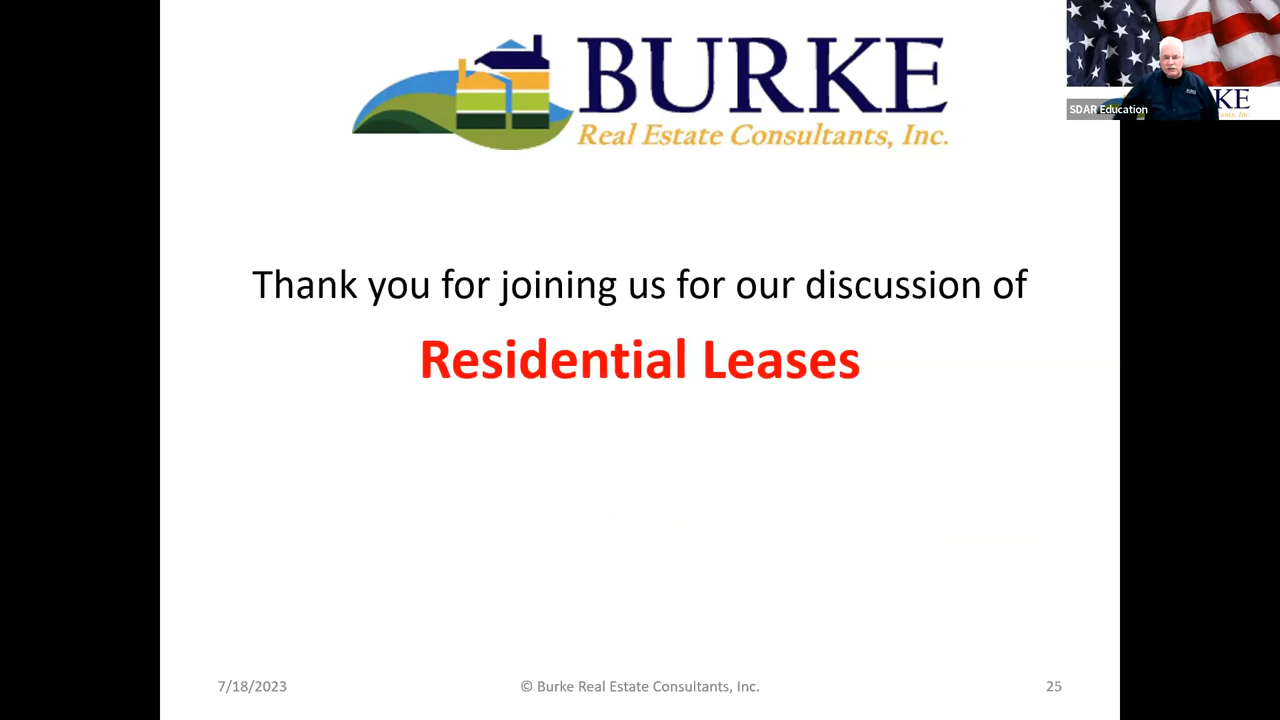 BURKE
Real Estate Consultants, Inc.
SDAR Education
KE
Thank you for joining us for our discussion of
Residential Leases
7/18/2023
© Burke Real Estate Consultants, Inc.
25